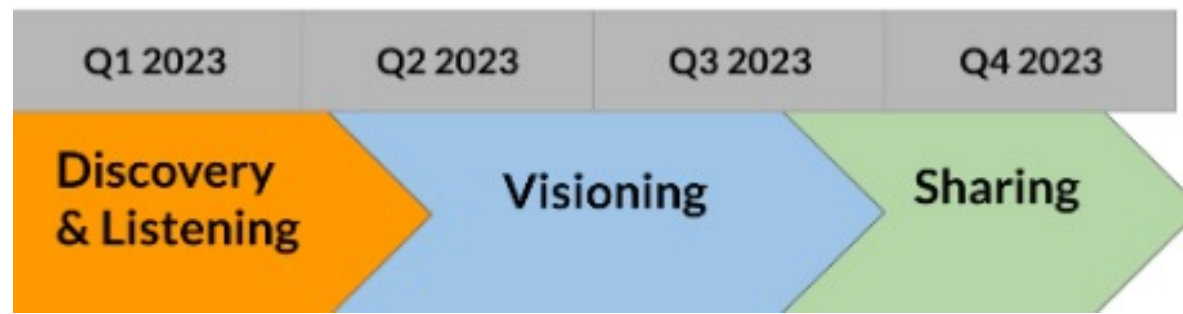 Q1 2023 Q2 2023 Q3 2023 Q4 2023
Discovery
& Listening
Visioning
Sharing